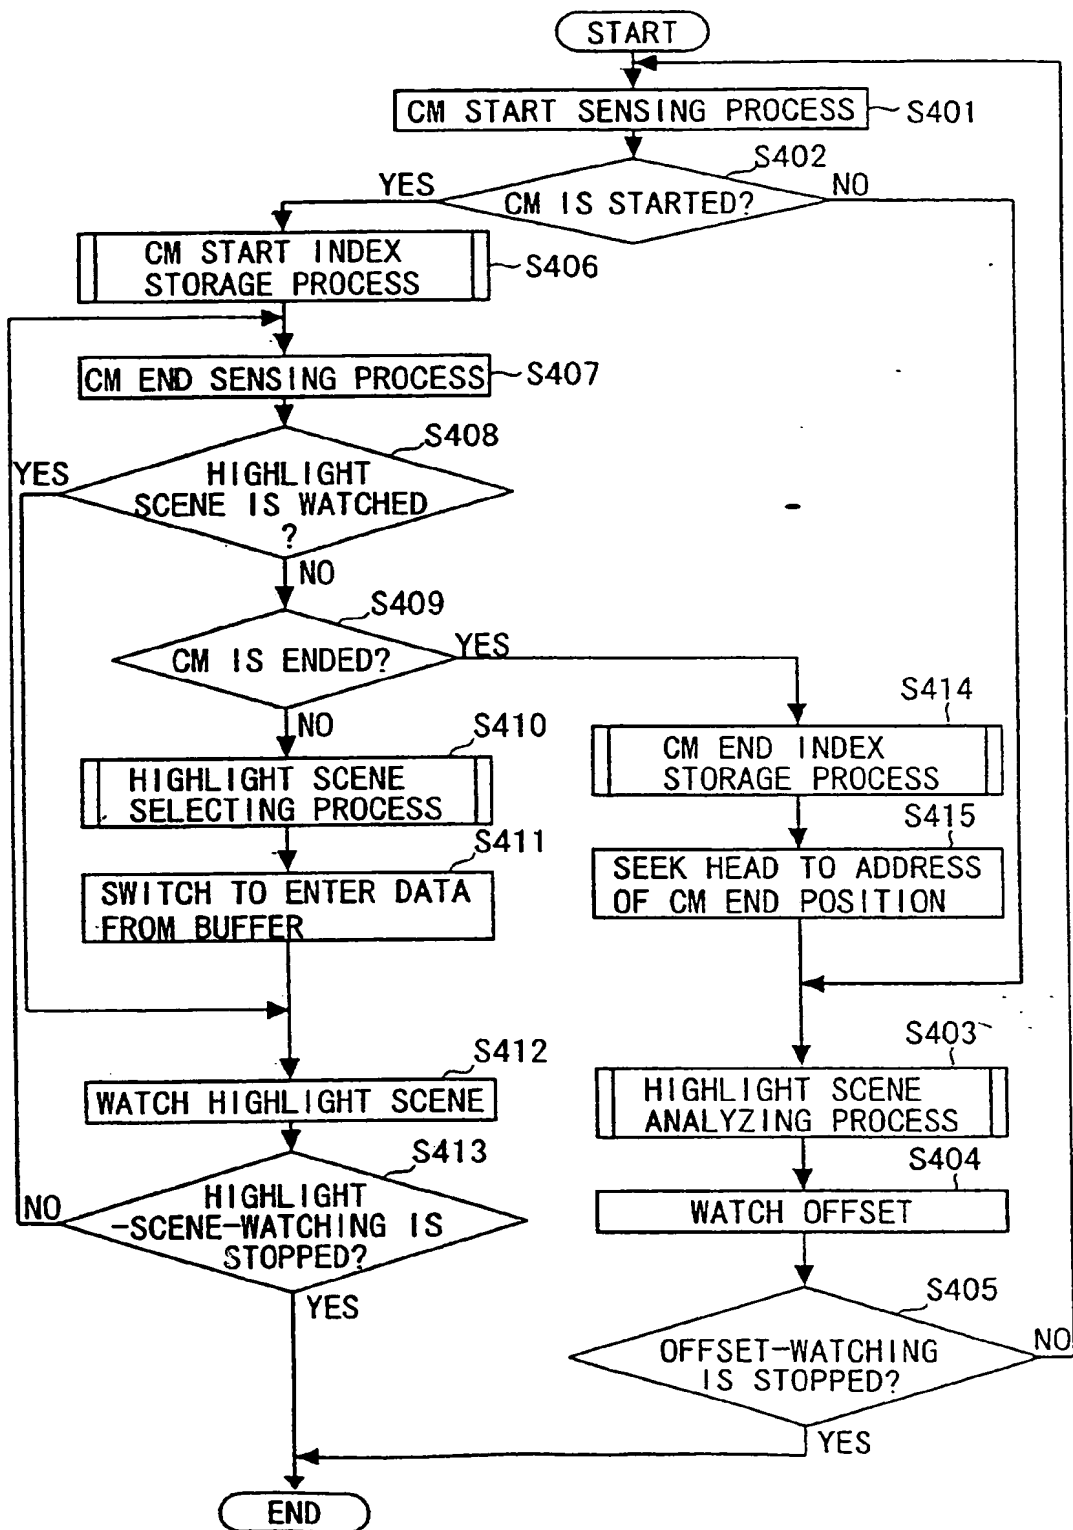 START
CM START SENSING PROCESS
S401
S402
YES
NO
CM IS STARTED?
CM START INDEX
STORAGE PROCESS
S406
CM END SENSING PROCESS
S407
S408
YES
HIGHLIGHT
SCENE IS WATCHED
?
NO
S409
CM IS ENDED?
YES
NO
S410
HIGHLIGHT SCENE
SELECTING PROCESS
S411
SWITCH TO ENTER DATA
FROM BUFFER
S414
CM END INDEX
STORAGE PROCESS
S415
SEEK HEAD TO ADDRESS
OF CM END POSITION
S412
WATCH HIGHLIGHT SCENE
S413
NO
HIGHLIGHT
-SCENE-WATCHING IS
STOPPED?
YES
S403
HIGHLIGHT SCENE
ANALYZING PROCESS
S404
WATCH OFFSET
S405
OFFSET-WATCHING
IS STOPPED?
NO
YES
END